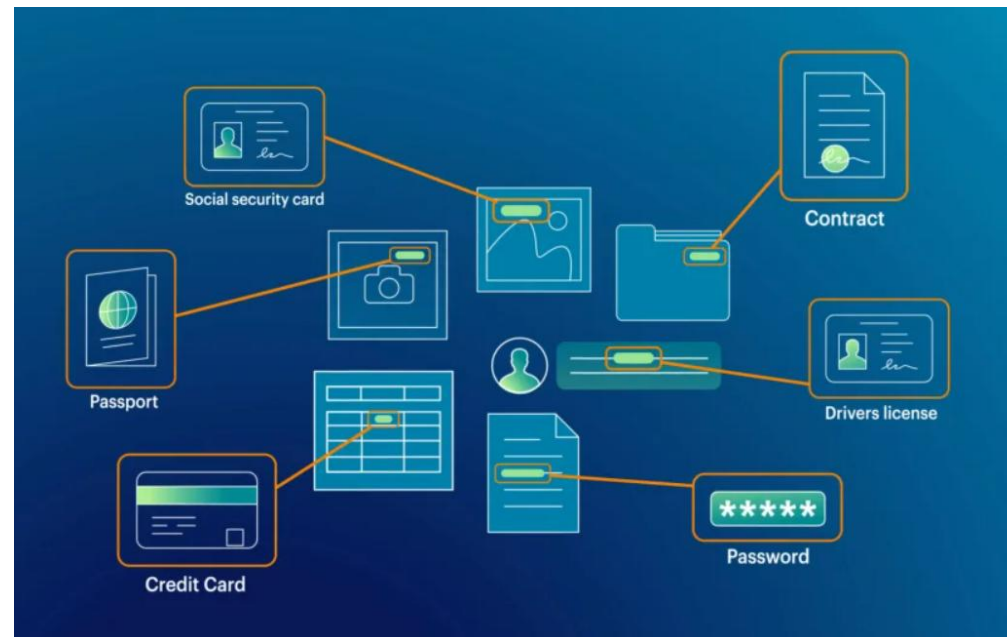 Social security card
Contract
Passport
Drivers license
*****
Password
Credit Card